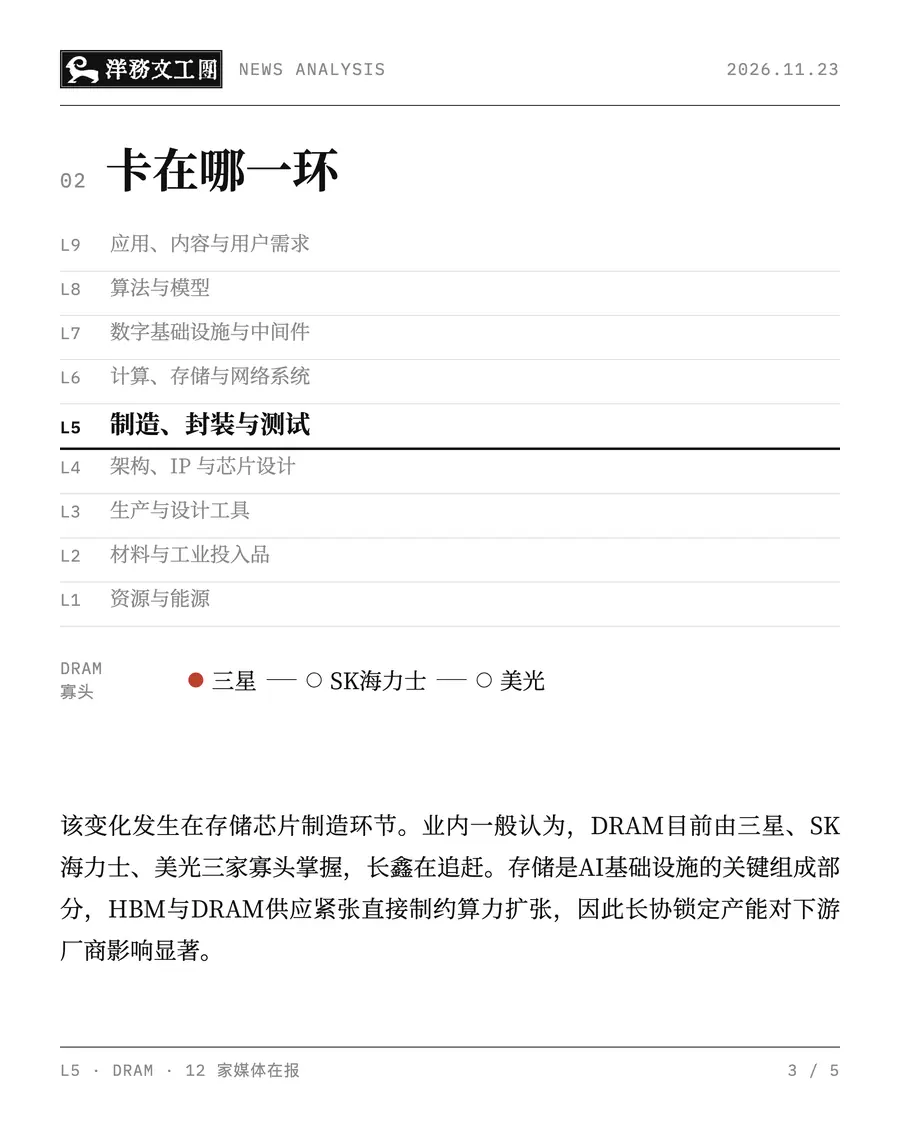 洋務文工團 NEWS ANALYSIS 2026.11.23
02 卡在哪一环
L9 应用、内容与用户需求
L8 算法与模型
L7 数字基础设施与中间件
L6 计算、存储与网络系统
L5 制造、封装与测试
L4 架构、IP 与芯片设计
L3 生产与设计工具
L2 材料与工业投入品
L1 资源与能源
DRAM
寡头
三星 — SK海力士 — 美光
该变化发生在存储芯片制造环节。业内一般认为，DRAM目前由三星、SK
海力士、美光三家寡头掌握，长鑫在追赶。存储是AI基础设施的关键组成部
分，HBM与DRAM供应紧张直接制约算力扩张，因此长协锁定产能对下游
厂商影响显著。
L5 · DRAM · 12 家媒体在报 3 / 5